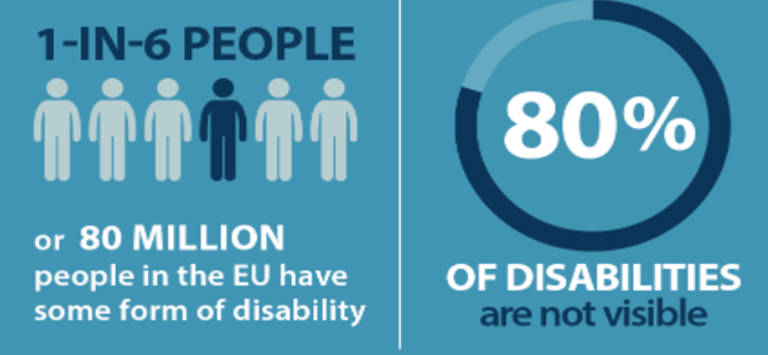 1-IN-6 PEOPLE
or 80 MILLION
people in the EU have
some form of disability
80%
OF DISABILITIES
are not visible